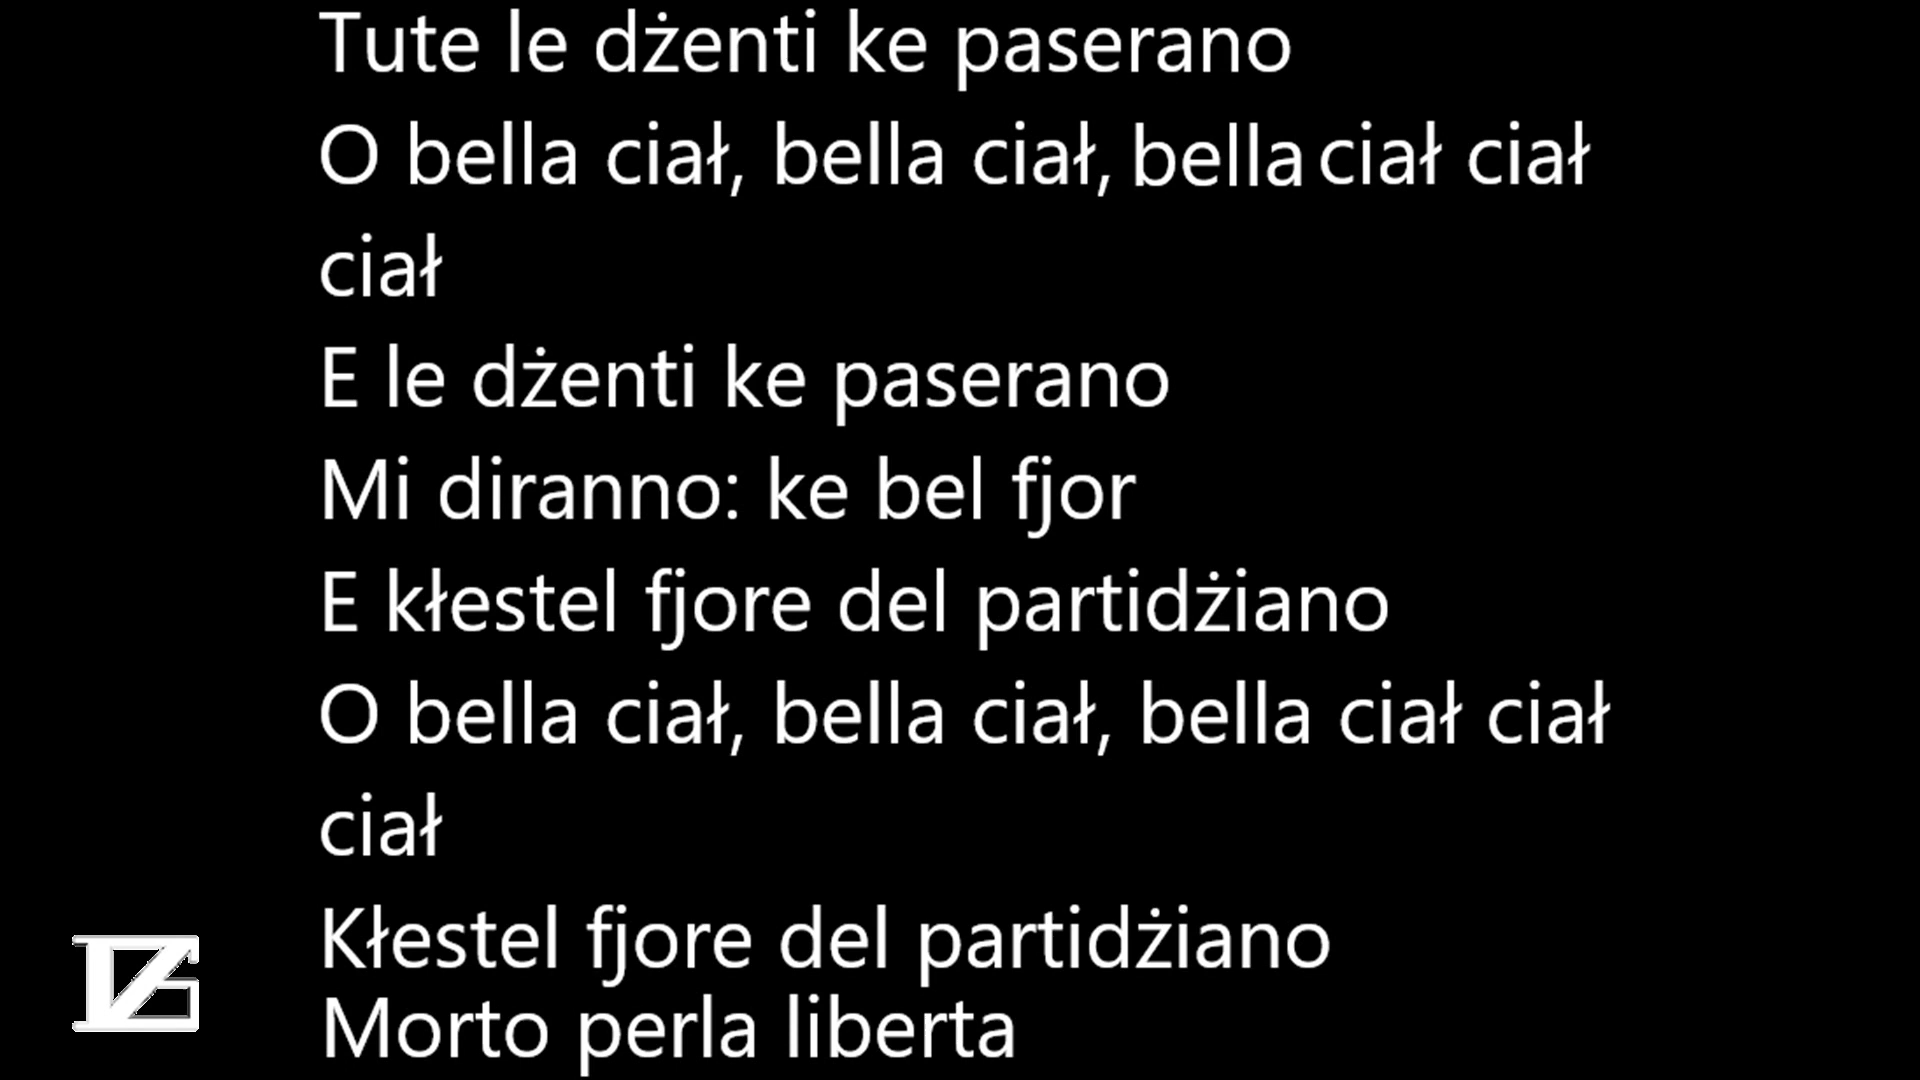 Tute le dżenti ke paserano
O bella ciał, bella ciał, bella ciał ciał
ciał
E le dżenti ke paserano
Mi diranno: ke bel fjor
E kłestel fjore del partidżiano
O bella ciał, bella ciał, bella ciał ciał
ciał
Kłestel fjore del partidżiano
Morto perla liberta